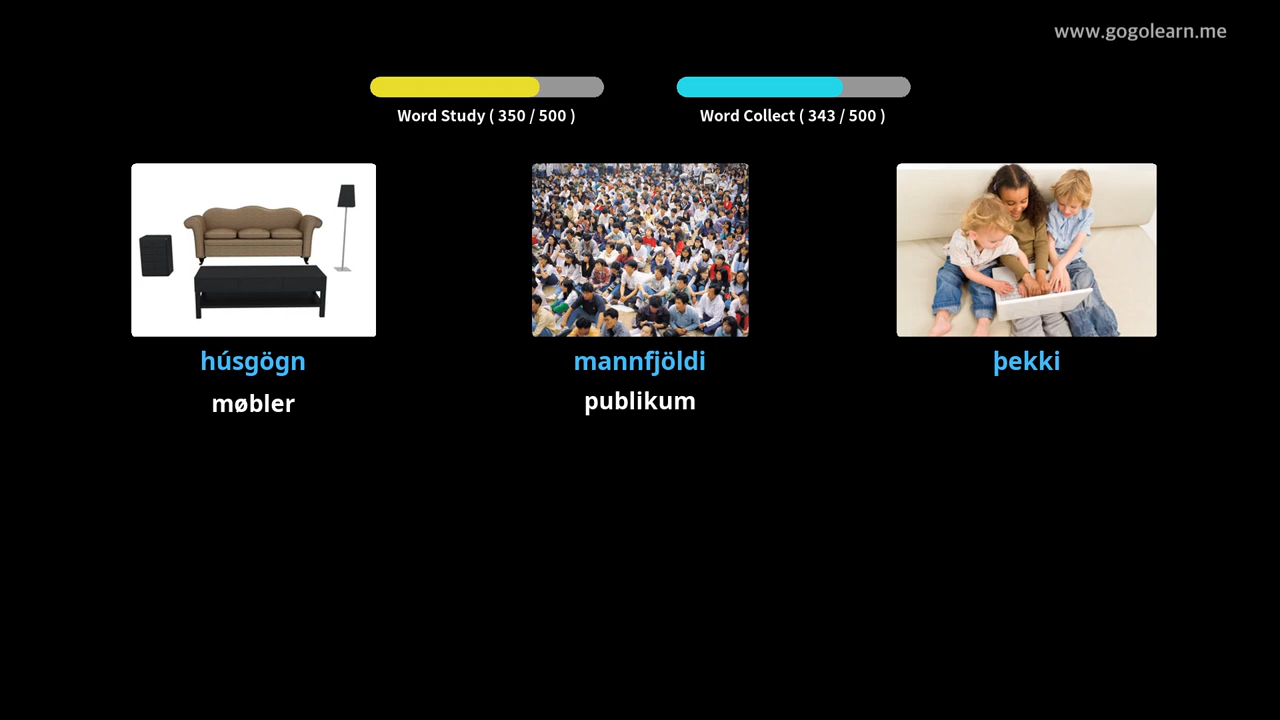 www.gogolearn.me
Word Study ( 350 / 500 )
Word Collect ( 343 / 500 )
húsgögn
mannfjöldi
þekki
møbler
publikum